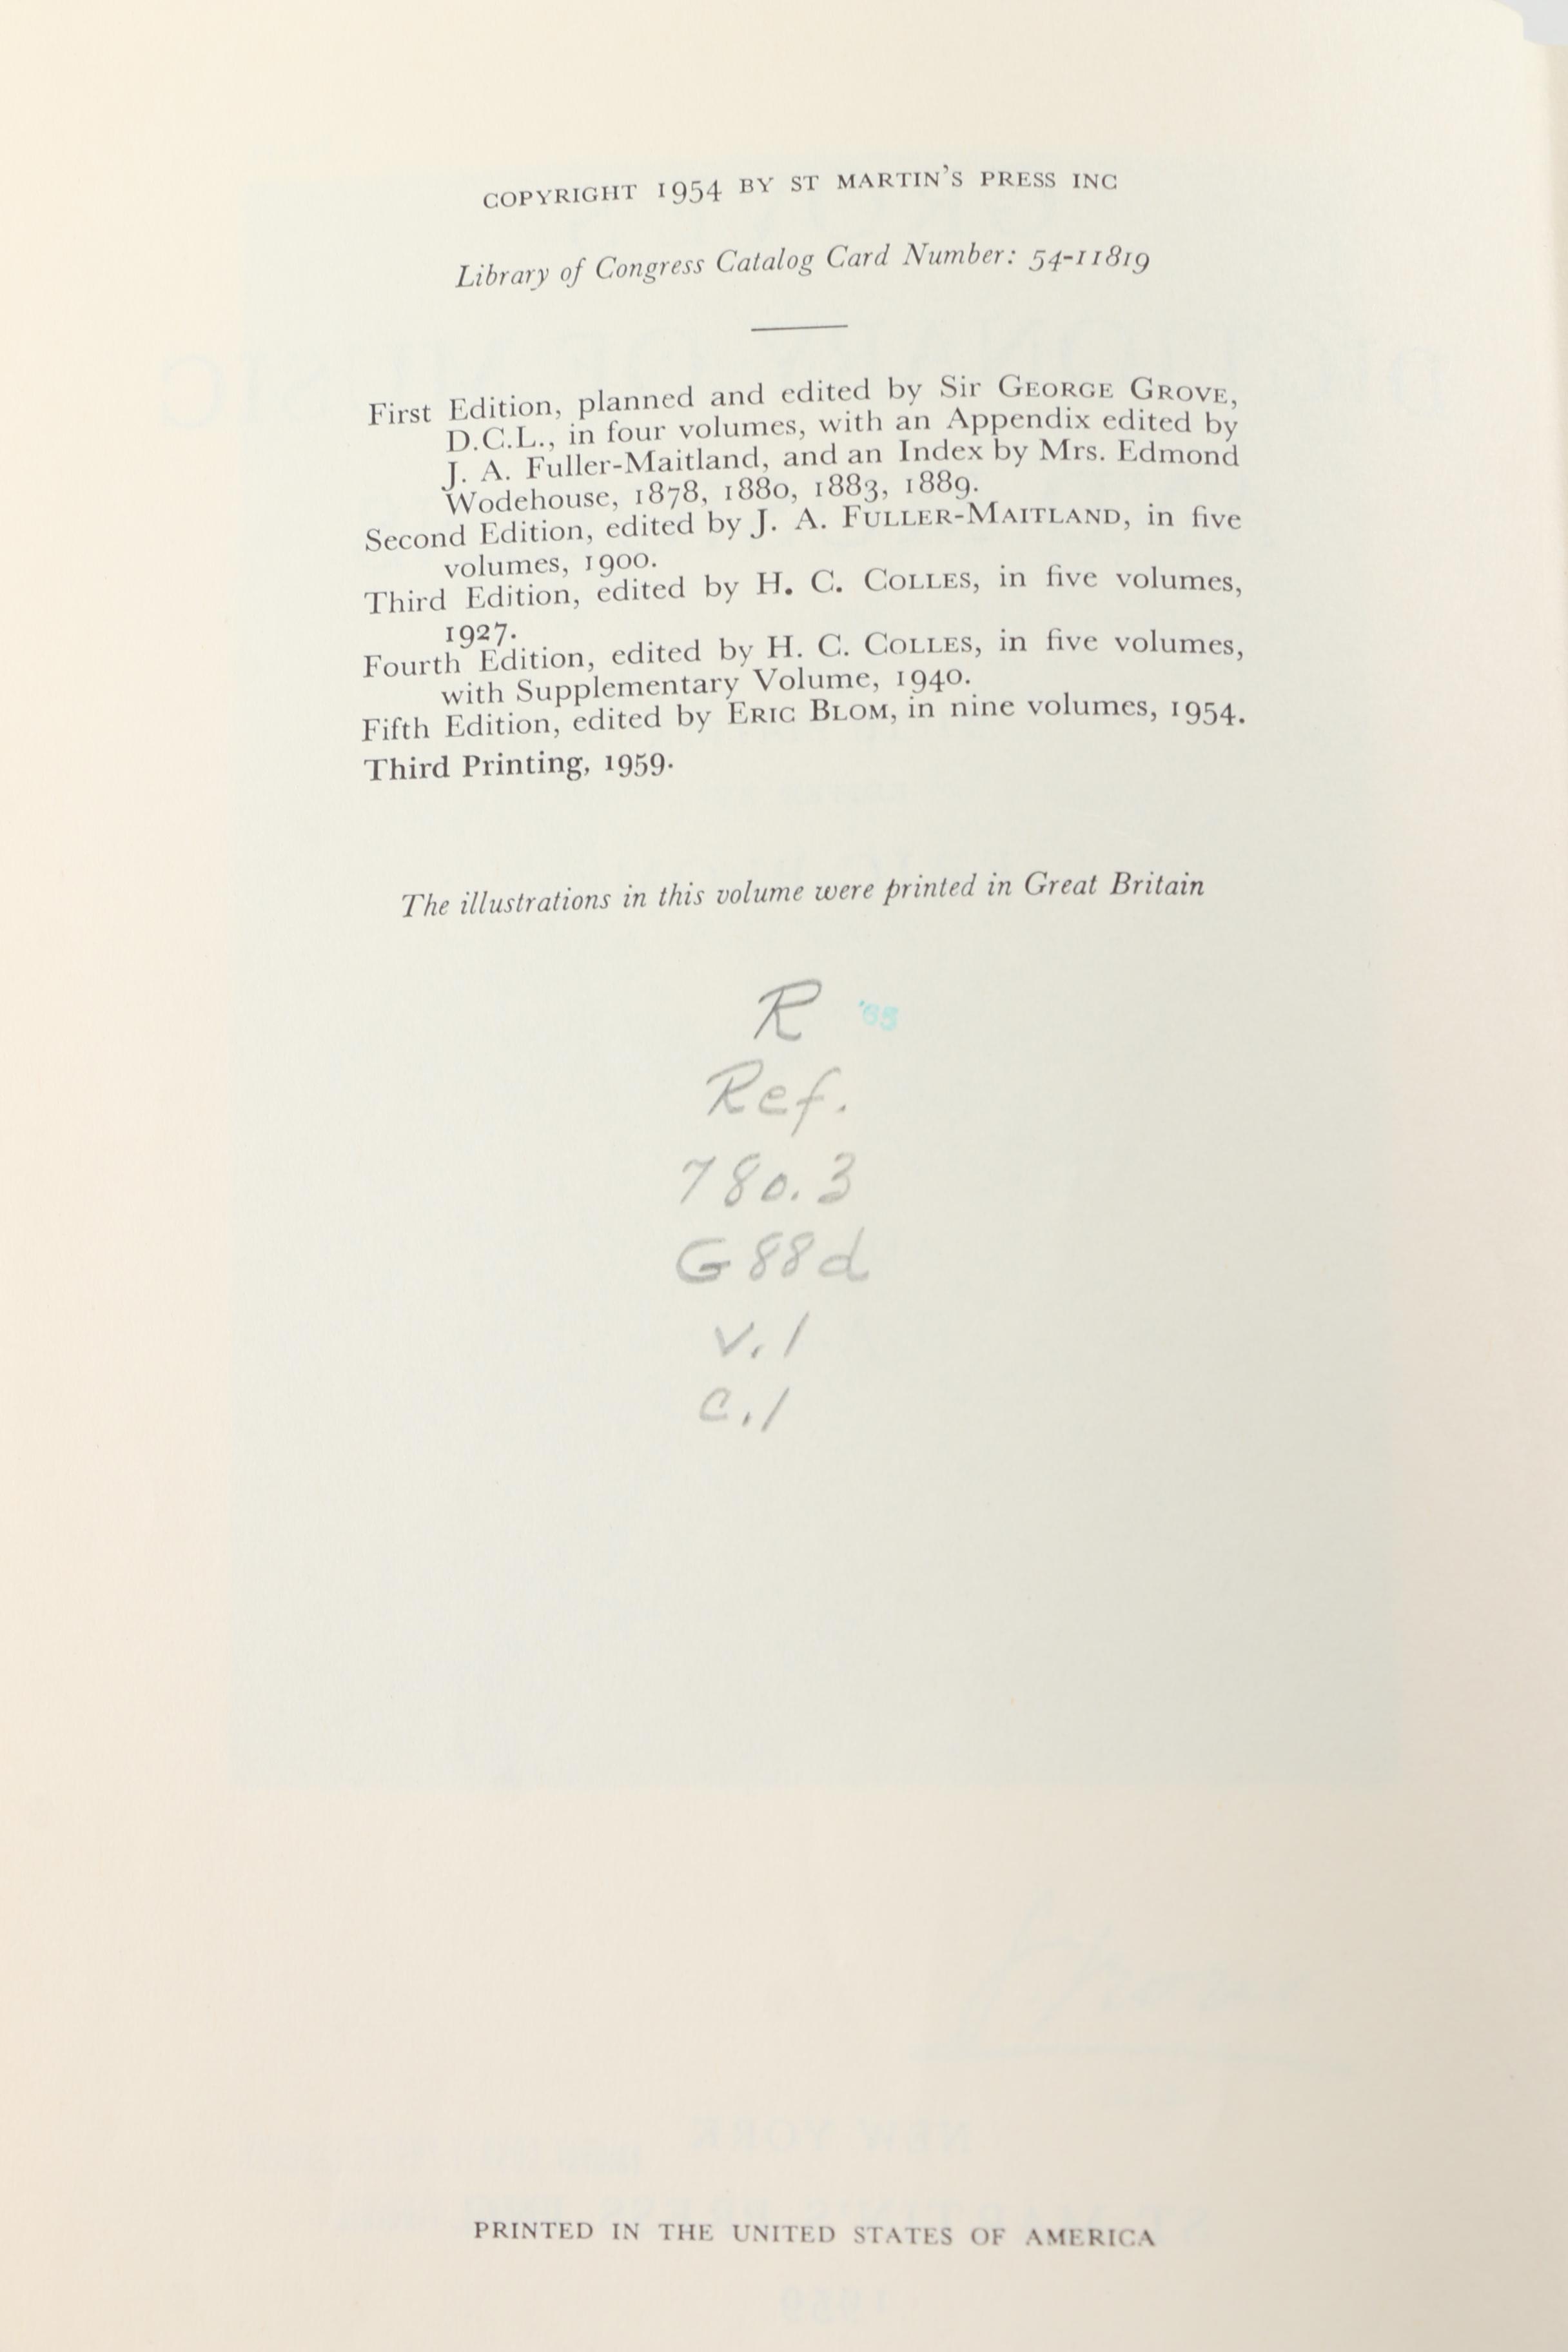 COPYRIGHT 1954 BY ST MARTIN'S PRESS INC
Library of Congress Catalog Card Number: 54-11819
First Edition, planned and edited by Sir GEORGE GROVE,
D.C.L., in four volumes, with an Appendix edited by
J. A. Fuller-Maitland, and an Index by Mrs. Edmond
Wodehouse, 1878, 1880, 1883, 1889.
Second Edition, edited by J. A. FULLER-MAITLAND, in five
volumes, 1900.
Third Edition, edited by H. C. COLLES, in five volumes,
1927.
Fourth Edition, edited by H. C. COLLES, in five volumes,
with Supplementary Volume, 1940.
Fifth Edition, edited by ERIC BLOM, in nine volumes, 1954.
Third Printing, 1959.
The illustrations in this volume were printed in Great Britain
R
Ref.
780.3
G88d
v.1
c.1
NEW YORK
PRINTED IN THE UNITED STATES OF AMERICA
1959